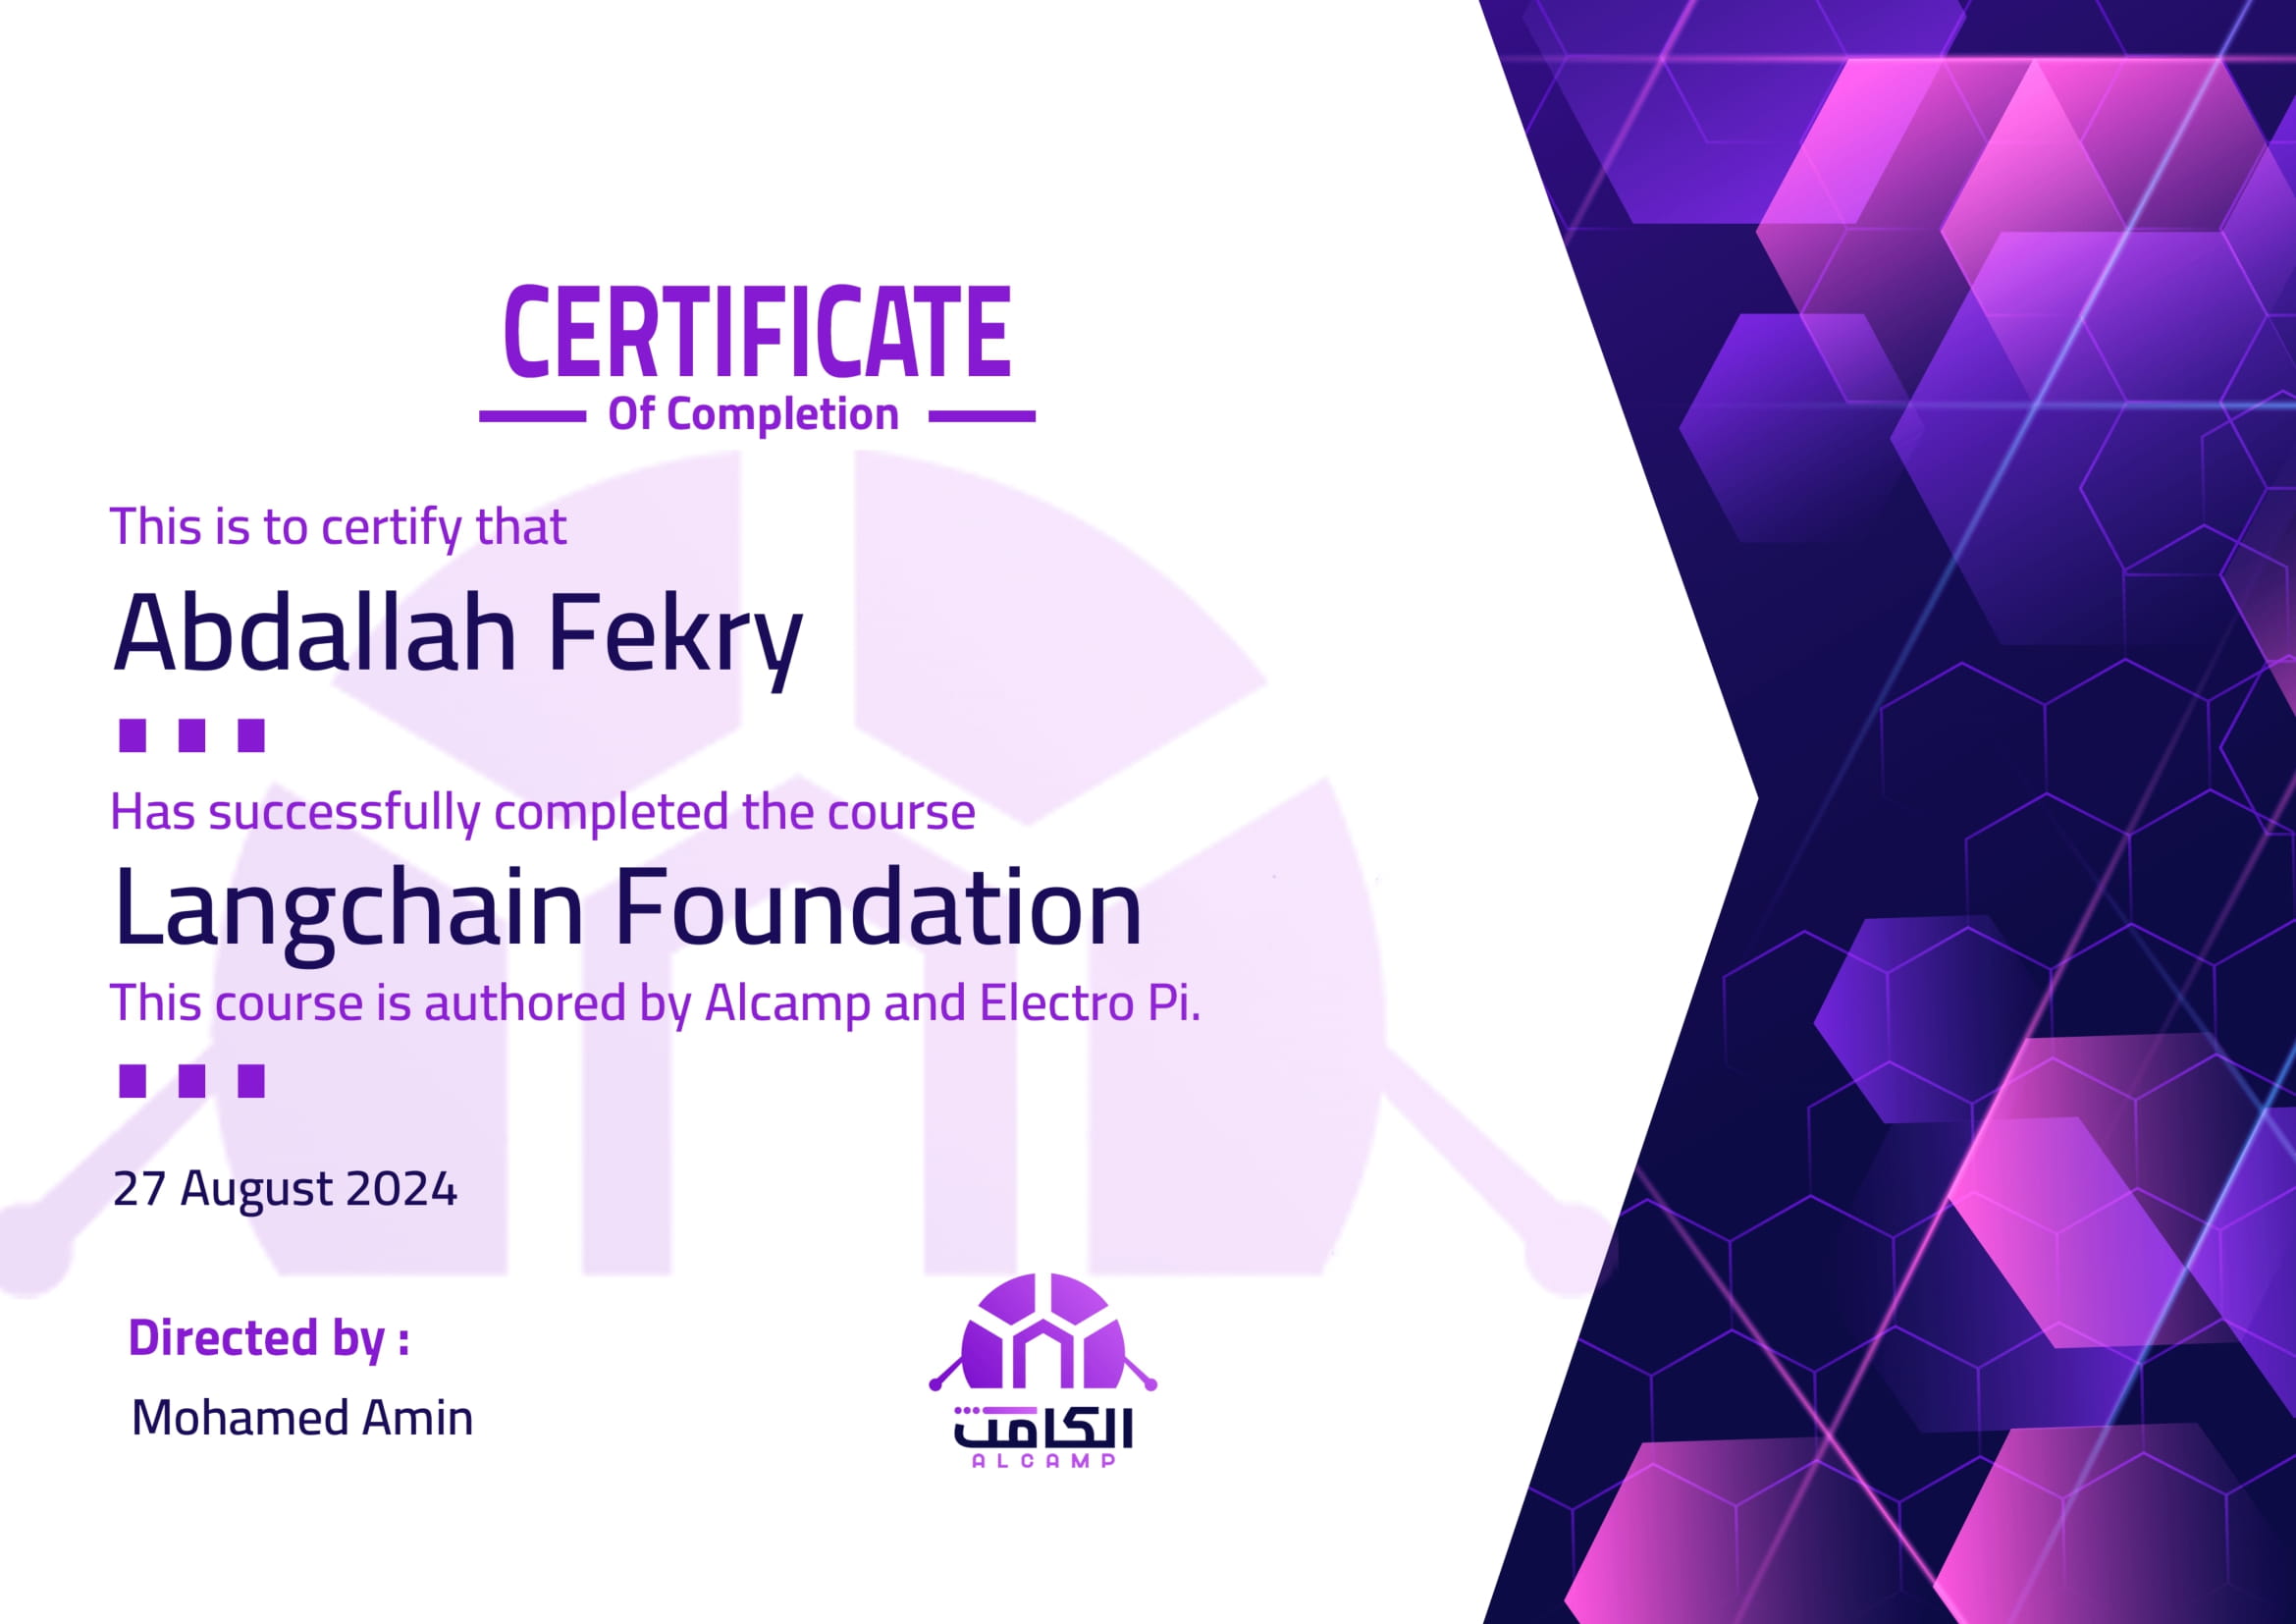 CERTIFICATE
Of Completion
This is to certify that
Abdallah Fekry
Has successfully completed the course
Langchain Foundation
This course is authored by Alcamp and Electro Pi.
27 August 2024
Directed by :
Mohamed Amin
الكامب
ALCAMP